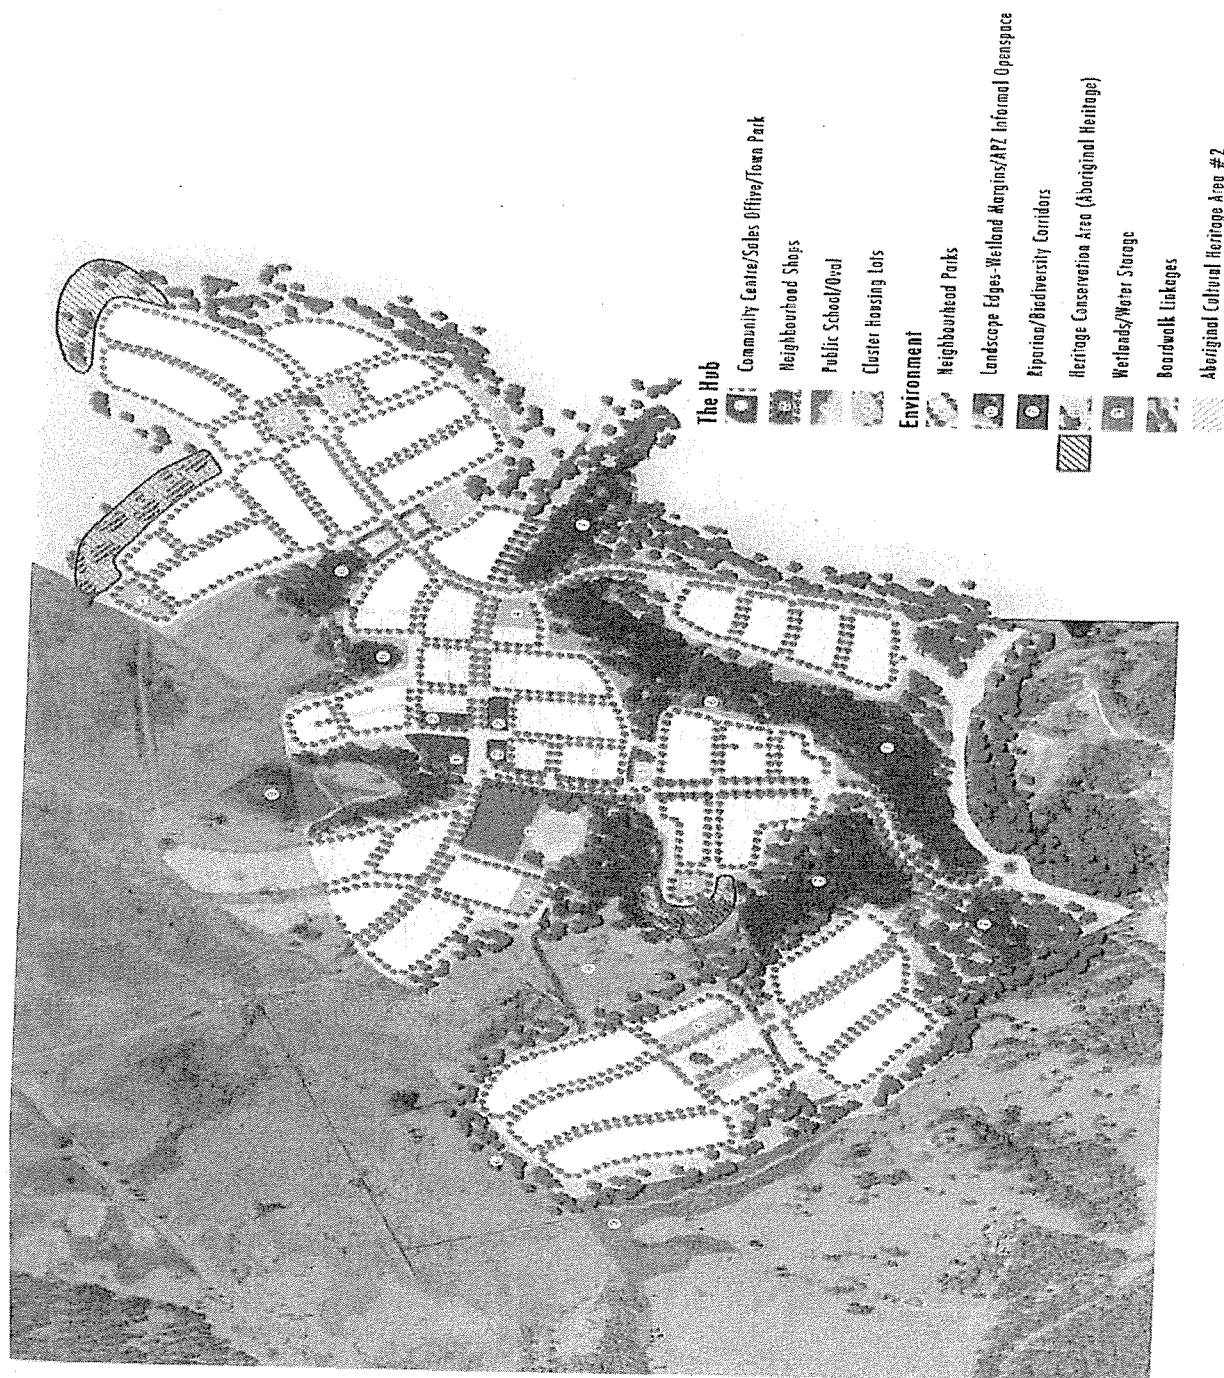 The Hub
Community Centre/Sales Offive/Town Park
Neighbourhood Shops
Public School/Oval
Cluster Housing Lots
Environment
Neighbourhead Parks
Landscape Edges-Wetland Margins/APZ Informal Openspace
Riparian/Biodiversity Corridors
Heritage Conservation Area (Aboriginal Heritage)
Wetlands/Water Storage
Boardwalk Linkages
Aboriginal Cultural Heritage Area #2